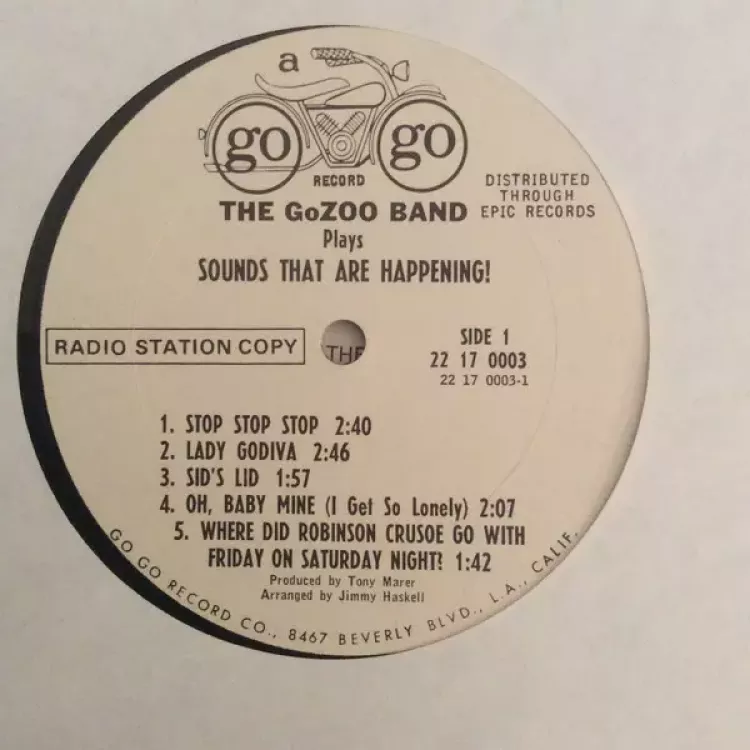 a
go go
RECORD
DISTRIBUTED
THROUGH
EPIC RECORDS
THE GoZOO BAND
Plays
SOUNDS THAT ARE HAPPENING!
RADIO STATION COPY
THE
SIDE 1
22 17 0003
22 17 0003-1
1. STOP STOP STOP 2:40
2. LADY GODIVA 2:46
3. SID'S LID 1:57
4. OH, BABY MINE (I Get So Lonely) 2:07
5. WHERE DID ROBINSON CRUSOE GO WITH
FRIDAY ON SATURDAY NIGHT? 1:42
Produced by Tony Marer
Arranged by Jimmy Haskell
GO GO RECORD CO., 8467 BEVERLY BLVD., L.A., CALIF.